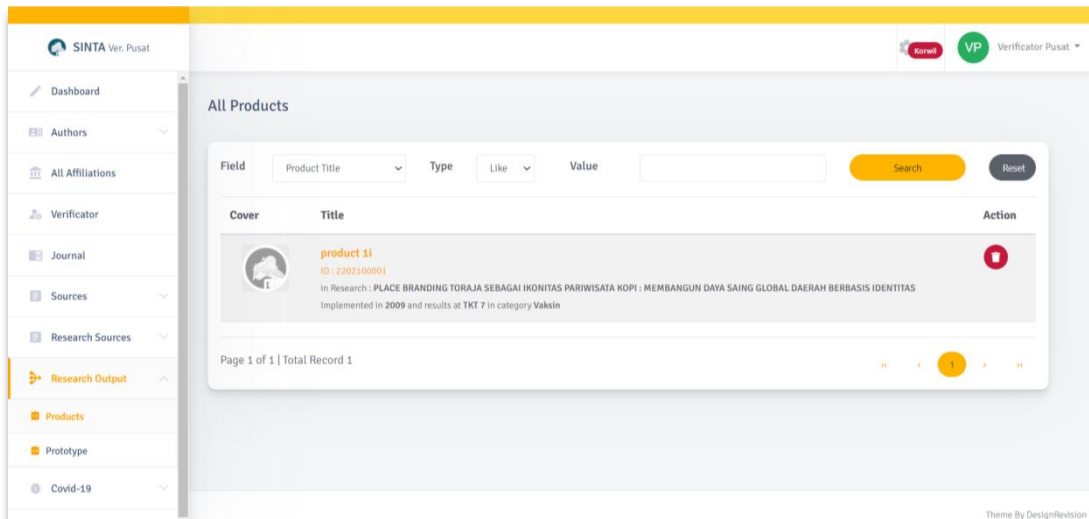 SINTA Ver. Pusat
Korwil
VP
Verificator Pusat
Dashboard
Authors
All Affiliations
Verificator
Journal
Sources
Research Sources
Research Output
Products
Prototype
Covid-19
All Products
Field
Product Title
Type
Like
Value
Search
Reset
Cover
Title
Action
product 1i
ID : 2202100001
In Research : PLACE BRANDING TORAJA SEBAGAI IKONITAS PARIWISATA KOPI : MEMBANGUN DAYA SAING GLOBAL DAERAH BERBASIS IDENTITAS
Implemented in 2009 and results at TKT 7 in category Vaksin
Page 1 of 1 | Total Record 1
1
Theme By DesignRevision